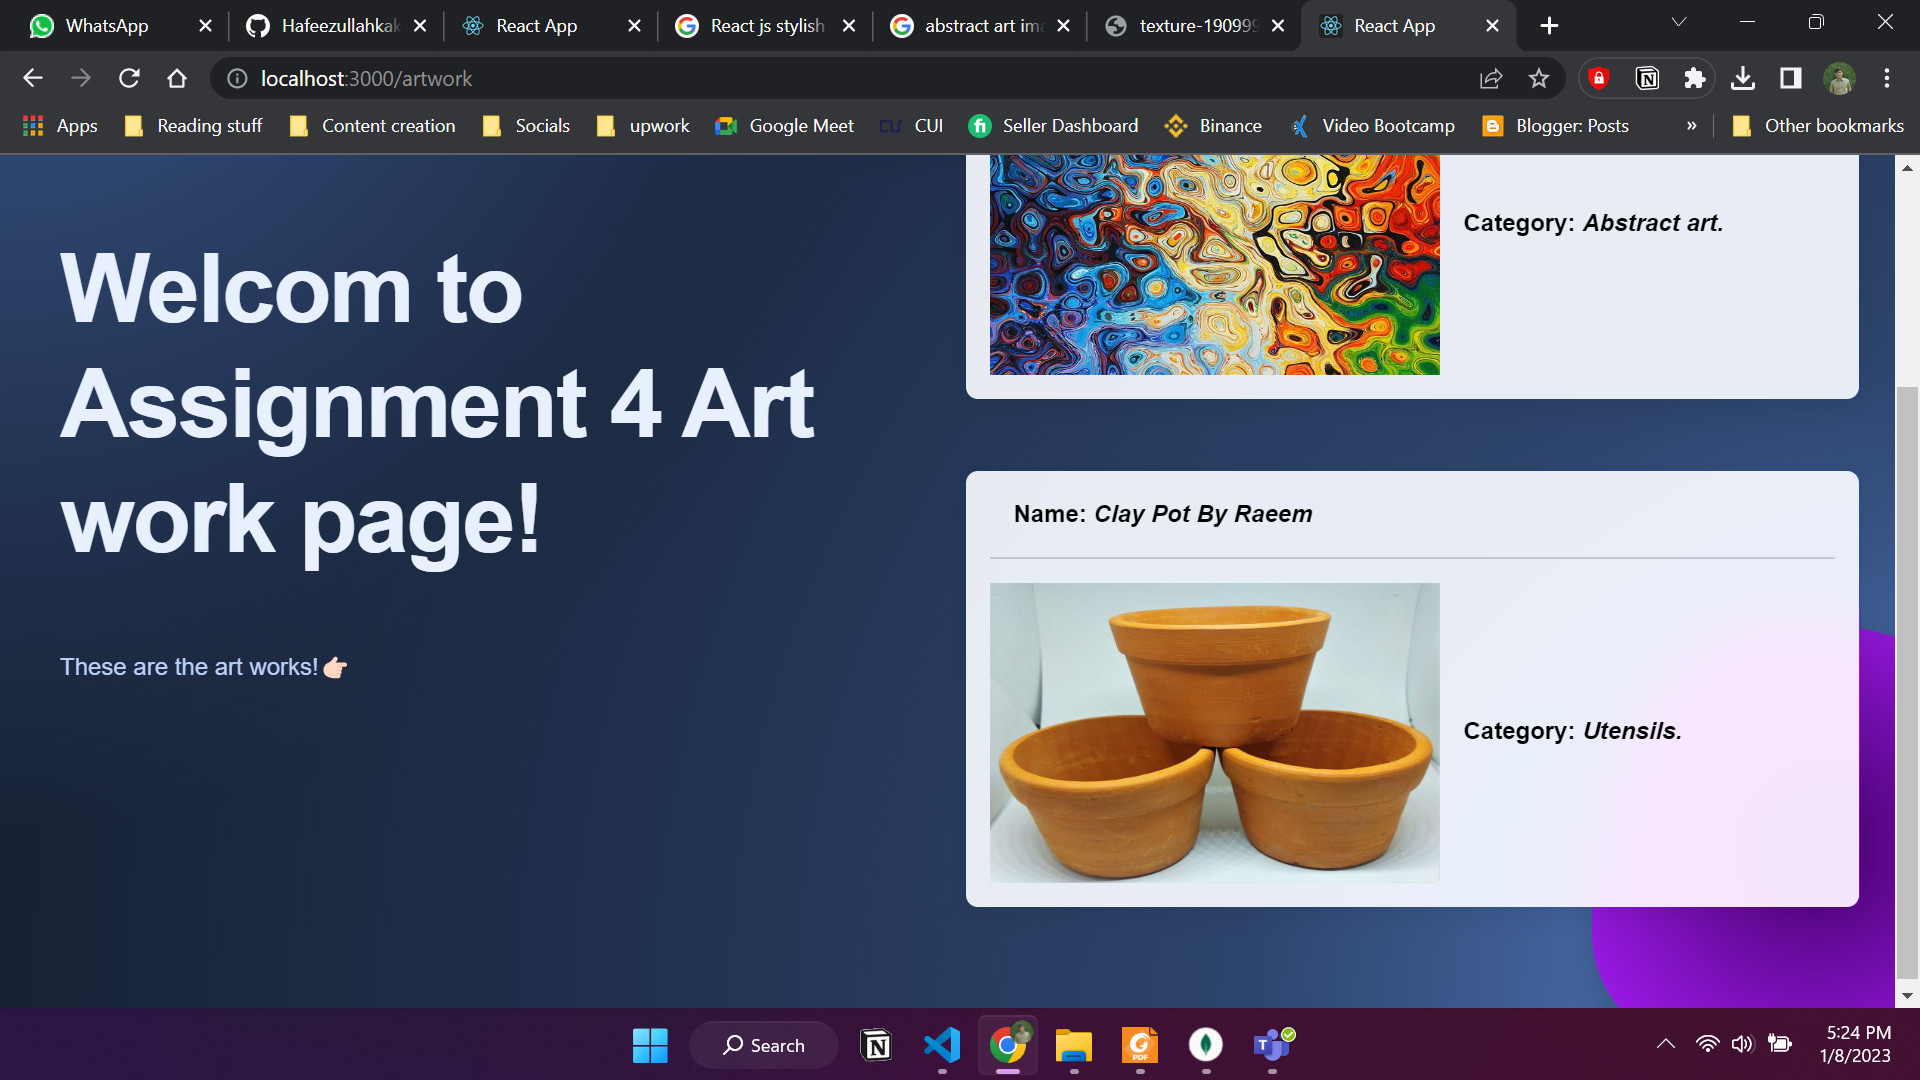 WhatsApp
Hafeezullahkak
React App
React js stylish
abstract art ima
texture-190999
React App
localhost:3000/artwork
Apps
Reading stuff
Content creation
Socials
upwork
Google Meet
CUI
Seller Dashboard
Binance
Video Bootcamp
Blogger: Posts
»
Other bookmarks
Welcom to
Assignment 4 Art
work page!
These are the art works!👉🏻
Category: Abstract art.
Name: Clay Pot By Raeem
Category: Utensils.
Search
5:24 PM
1/8/2023